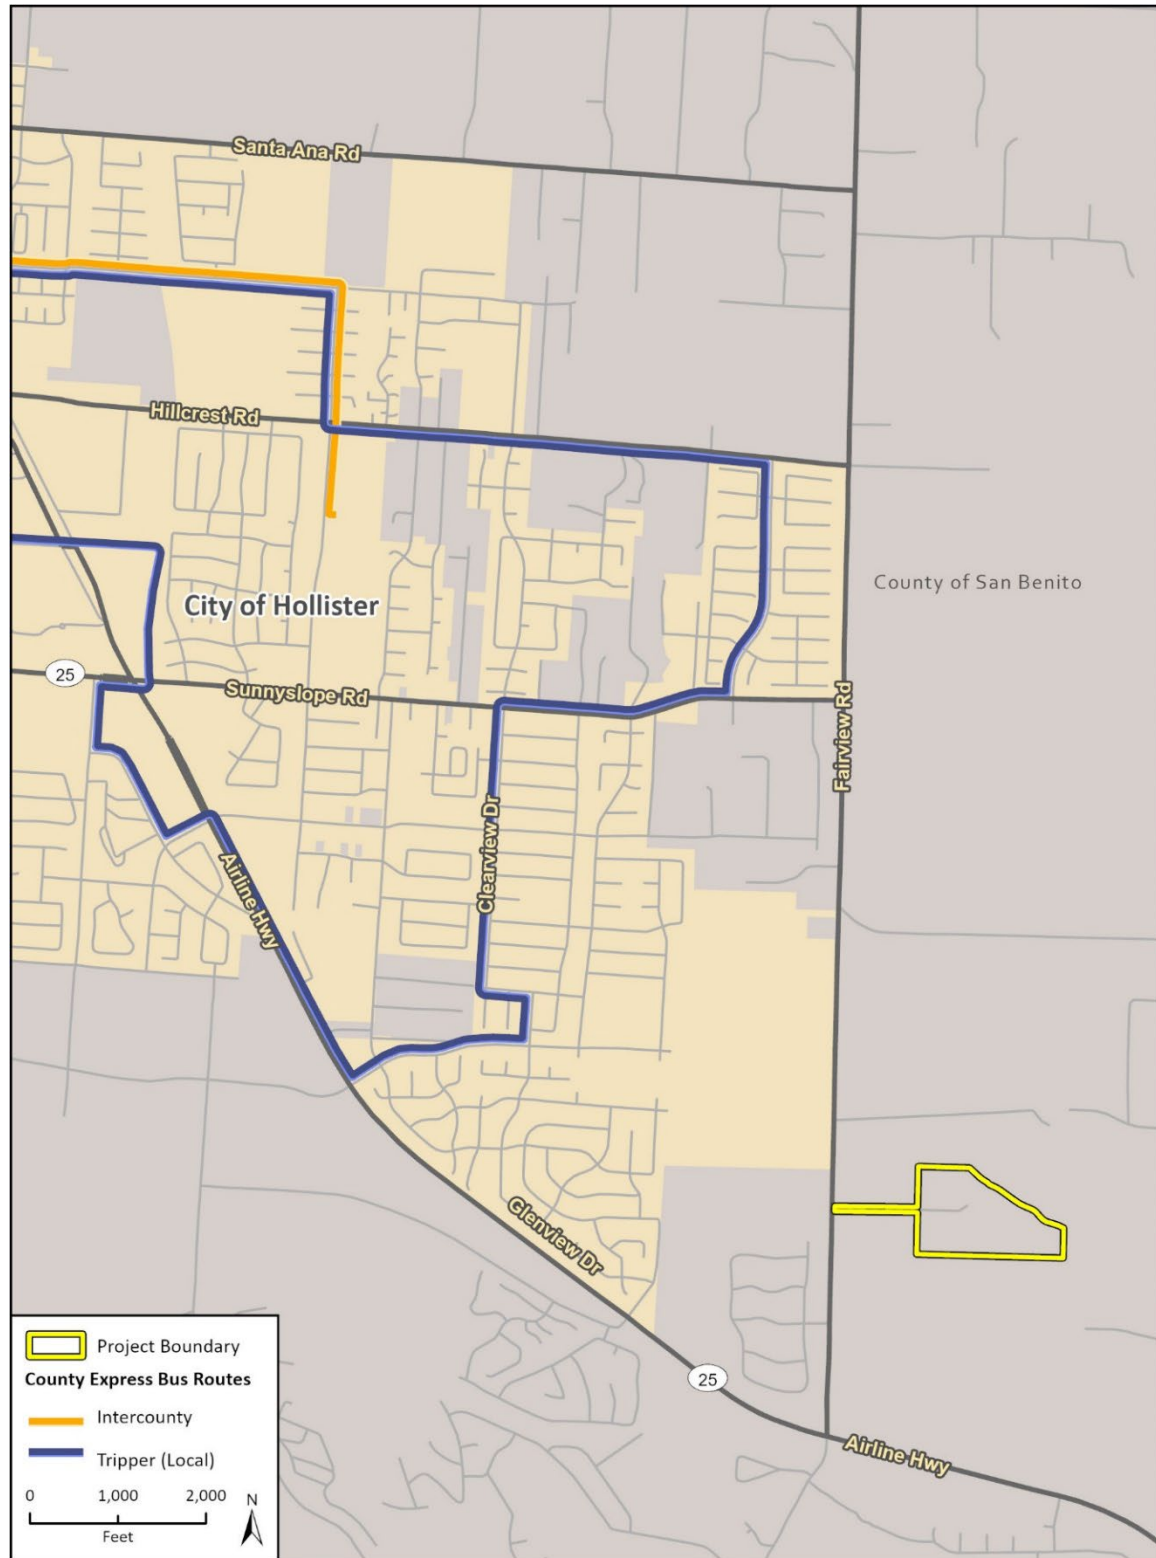 Santa Ana Rd
Hillcrest Rd
County of San Benito
City of Hollister
25
Sunnyslope Rd
Fairview Rd
Clearview Dr
Airline Hwy
Glenview Dr
25
Airline Hwy
Project Boundary
County Express Bus Routes
Intercounty
Tripper (Local)
0 1,000 2,000
Feet
N